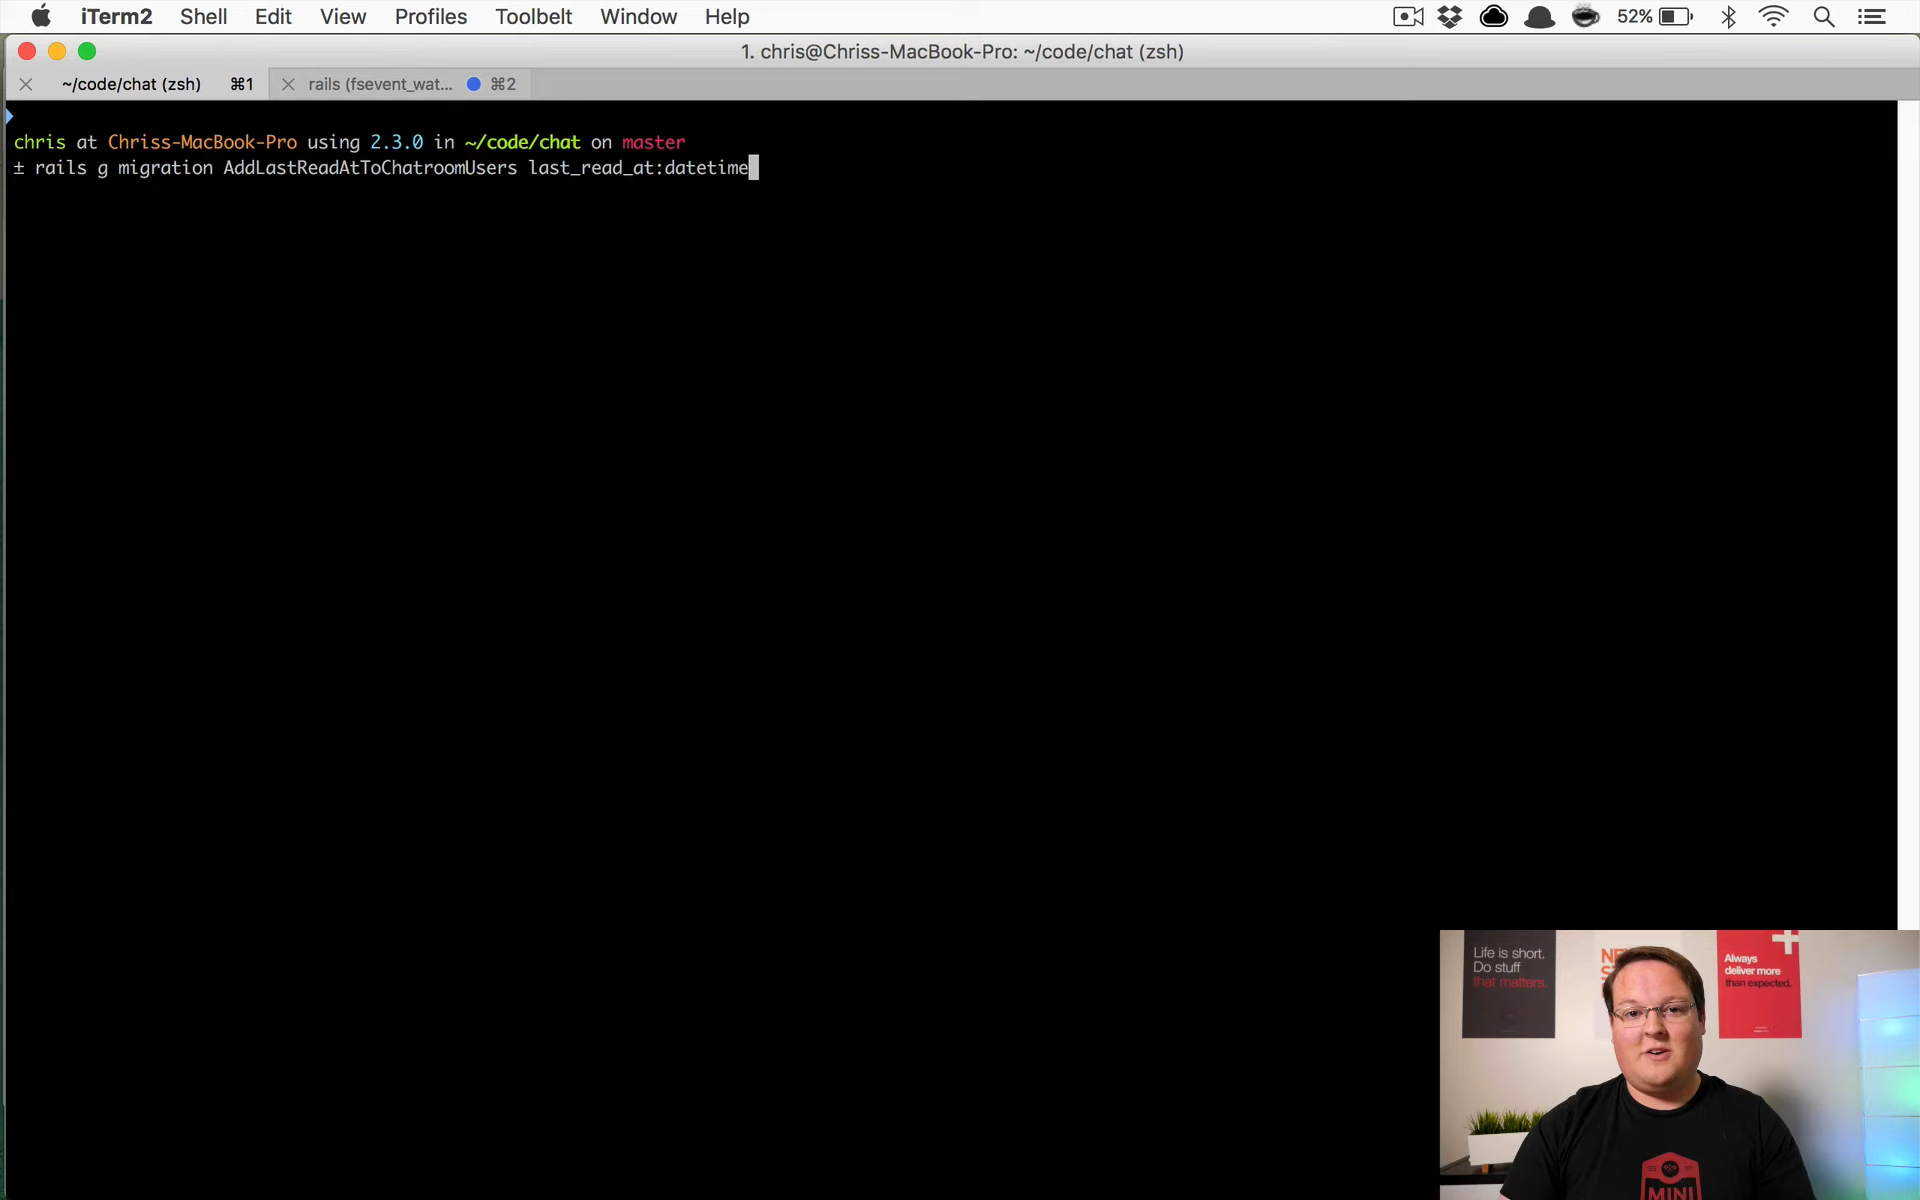 iTerm2 Shell Edit View Profiles Toolbelt Window Help 52%
1. chris@Chriss-MacBook-Pro: ~/code/chat (zsh)
~/code/chat (zsh) ⌘1 rails (fsevent_wat... ⌘2
chris at Chriss-MacBook-Pro using 2.3.0 in ~/code/chat on master
± rails g migration AddLastReadAtToChatroomUsers last_read_at:datetime
Life is short.
Do stuff
that matters.
Always
deliver more
than expected.
MINI